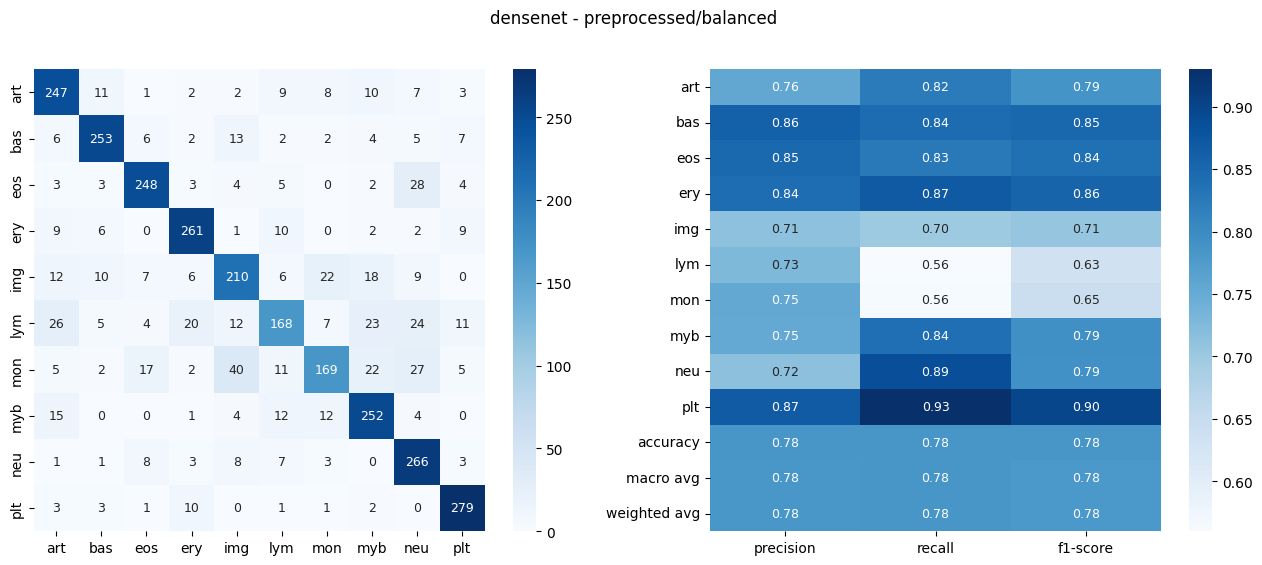 densenet - preprocessed/balanced
art 247 11 1 2 2 9 8 10 7 3
bas 6 253 6 2 13 2 2 4 5 7
eos 3 3 248 3 4 5 0 2 28 4
ery 9 6 0 261 1 10 0 2 2 9
img 12 10 7 6 210 6 22 18 9 0
lym 26 5 4 20 12 168 7 23 24 11
mon 5 2 17 2 40 11 169 22 27 5
myb 15 0 0 1 4 12 12 252 4 0
neu 1 1 8 3 8 7 3 0 266 3
plt 3 3 1 10 0 1 1 2 0 279
art bas eos ery img lym mon myb neu plt
250
200
150
100
50
0
art 0.76 0.82 0.79
bas 0.86 0.84 0.85
eos 0.85 0.83 0.84
ery 0.84 0.87 0.86
img 0.71 0.70 0.71
lym 0.73 0.56 0.63
mon 0.75 0.56 0.65
myb 0.75 0.84 0.79
neu 0.72 0.89 0.79
plt 0.87 0.93 0.90
accuracy 0.78 0.78 0.78
macro avg 0.78 0.78 0.78
weighted avg 0.78 0.78 0.78
precision recall f1-score
0.90
0.85
0.80
0.75
0.70
0.65
0.60